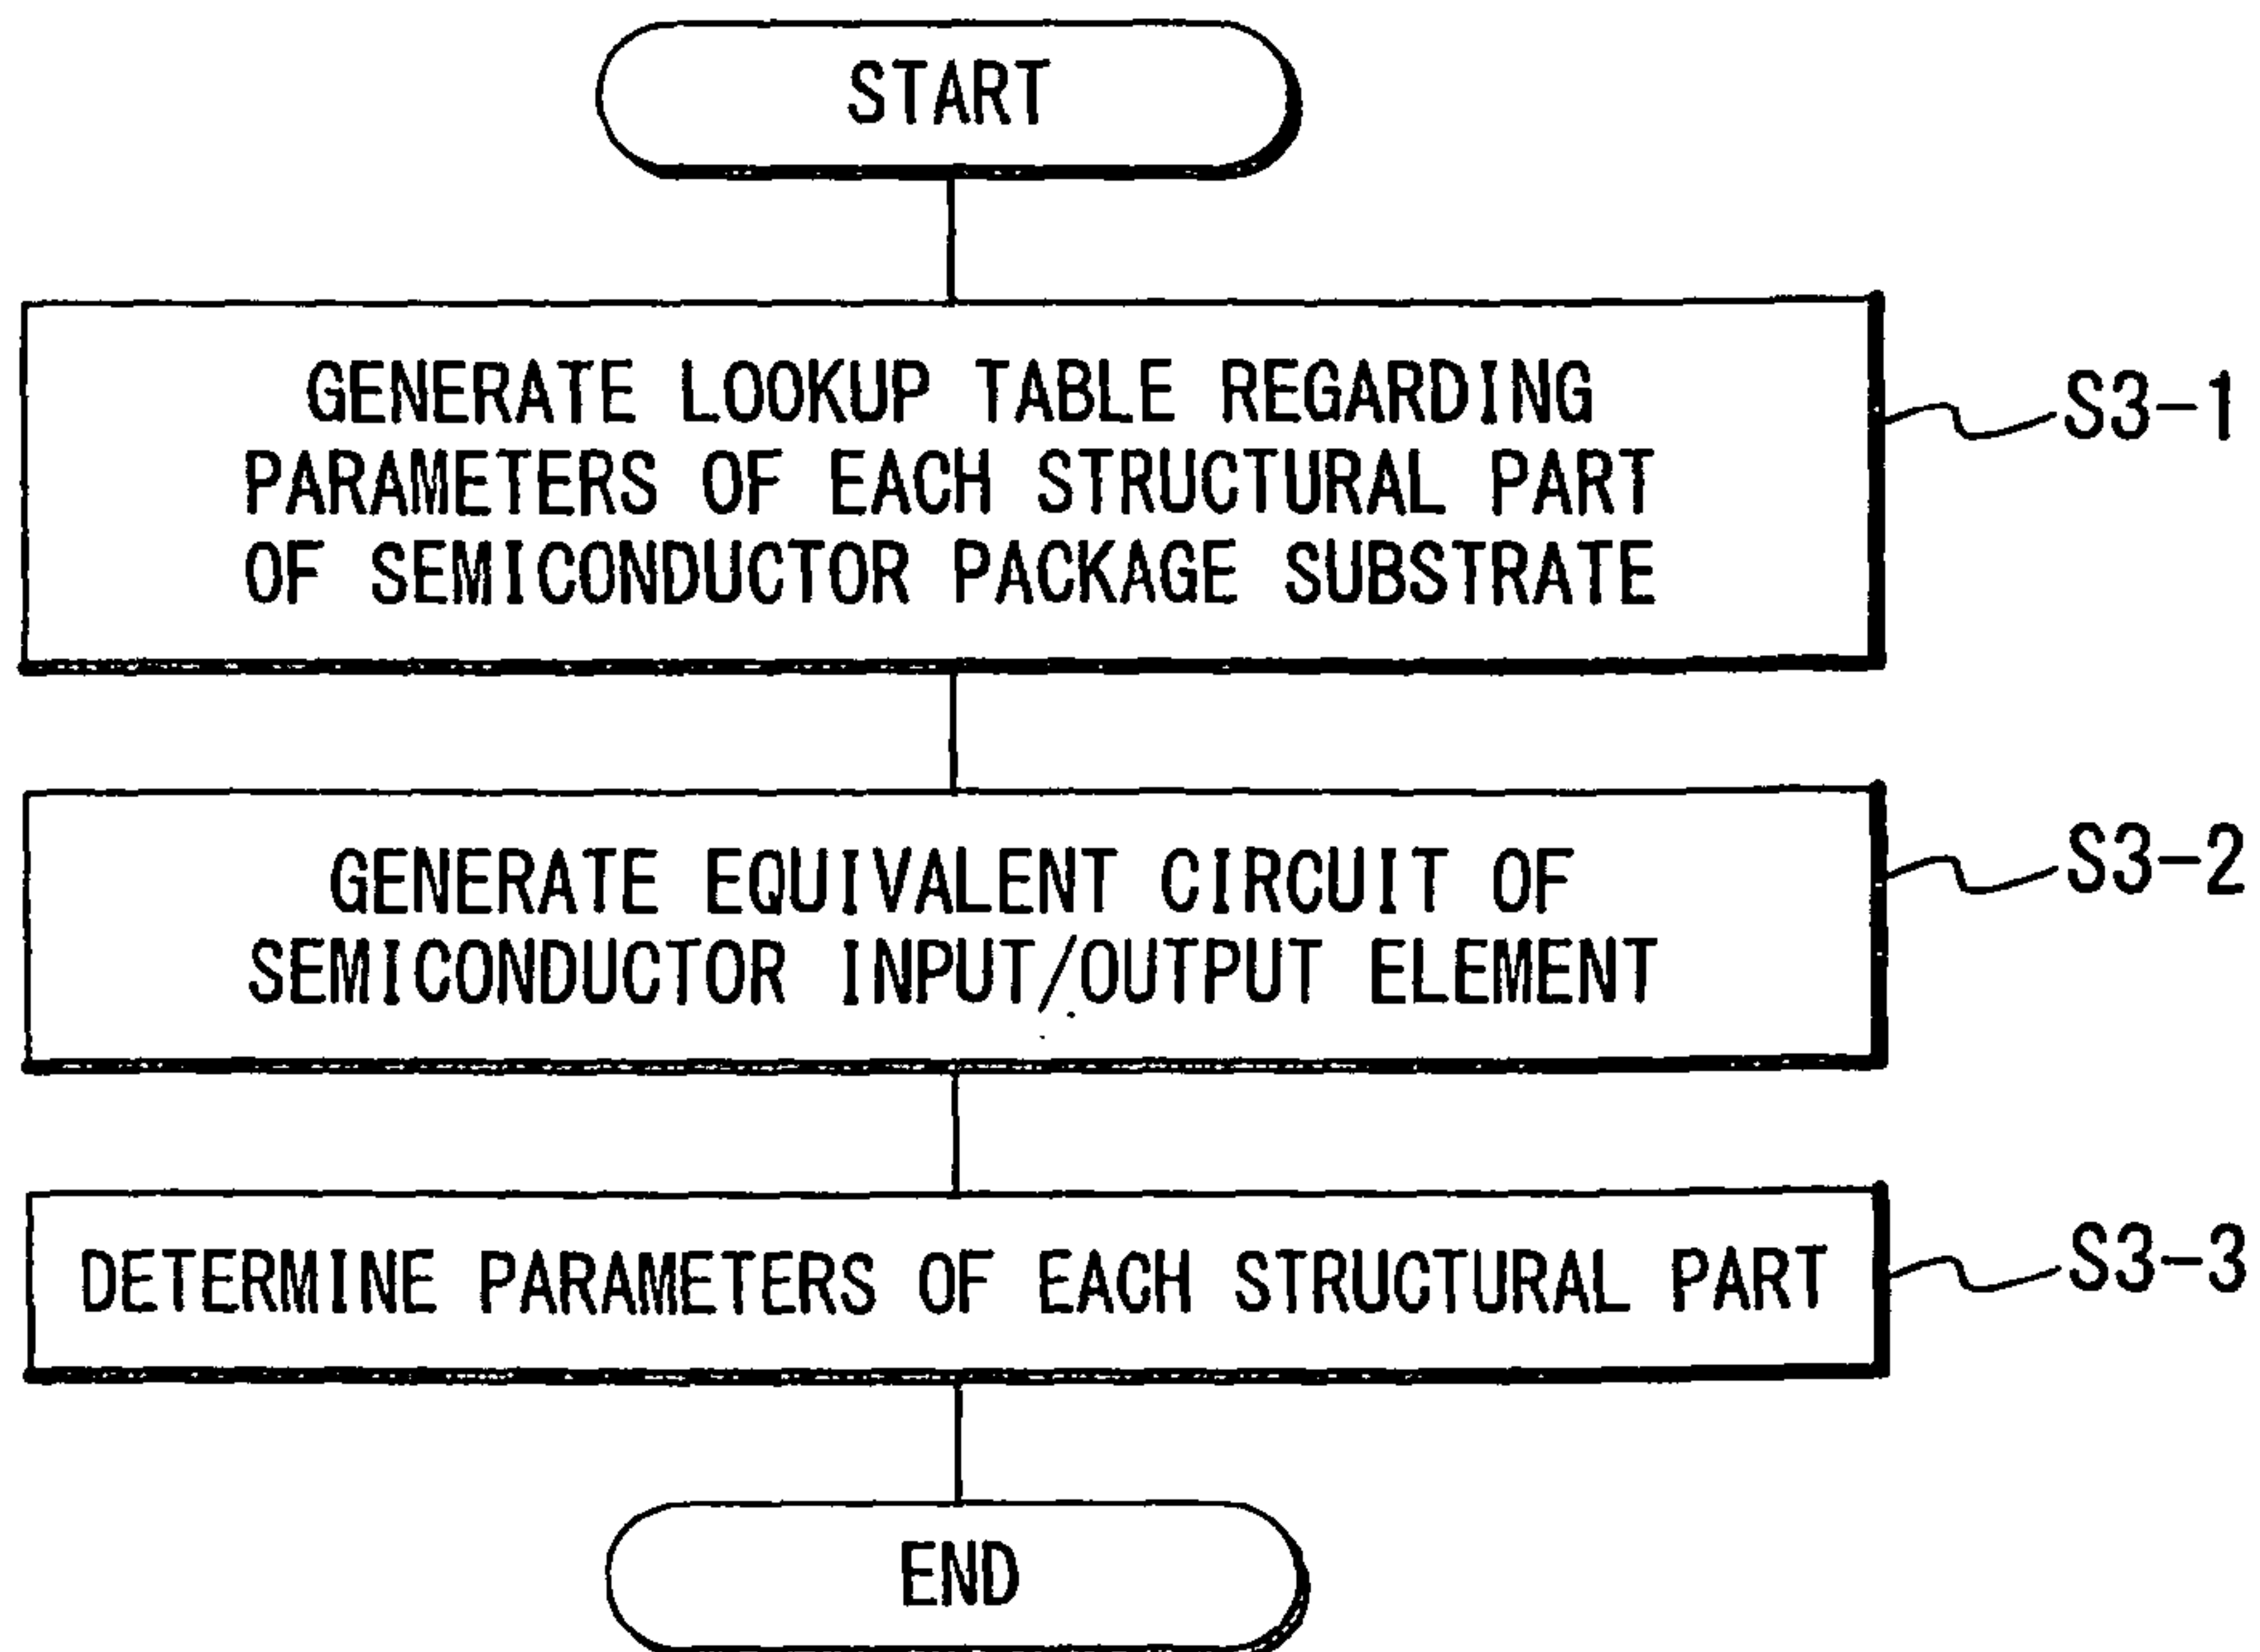 START
GENERATE LOOKUP TABLE REGARDING
PARAMETERS OF EACH STRUCTURAL PART
OF SEMICONDUCTOR PACKAGE SUBSTRATE
S3-1
GENERATE EQUIVALENT CIRCUIT OF
SEMICONDUCTOR INPUT/OUTPUT ELEMENT
S3-2
DETERMINE PARAMETERS OF EACH STRUCTURAL PART
S3-3
END